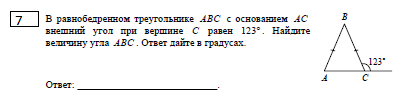 7
В равнобедренном треугольнике ABC с основанием AC
внешний угол при вершине C равен 123°. Найдите
величину угла ABC. Ответ дайте в градусах.
Ответ: ___________________________.
B
123°
A
C